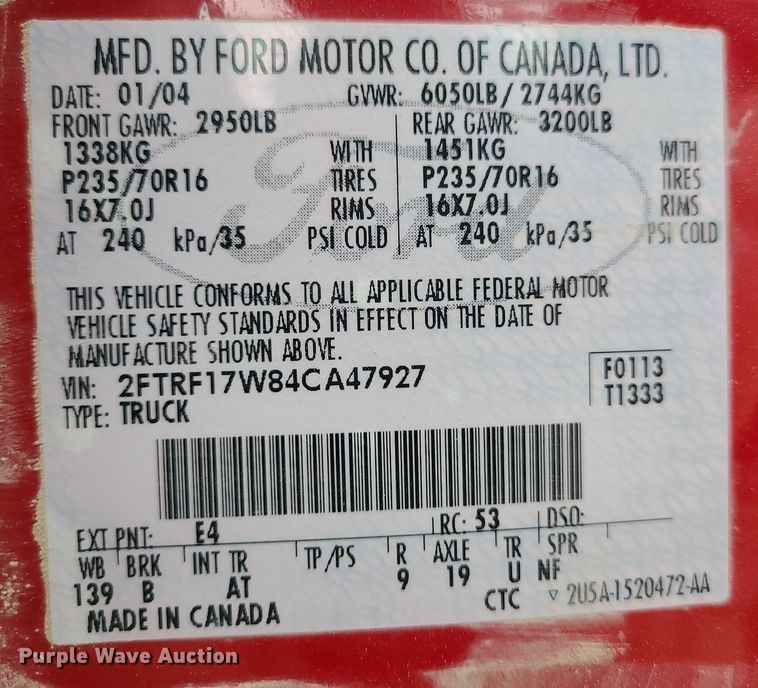 MFD. BY FORD MOTOR CO. OF CANADA, LTD.
DATE: 01/04 GVWR: 6050LB/ 2744KG
FRONT GAWR: 2950LB REAR GAWR: 3200LB
1338KG WITH 1451KG WITH
P235/70R16 TIRES P235/70R16 TIRES
16X7.0J RIMS 16X7.0J RIMS
AT 240 kPa/35 PSI COLD AT 240 kPa/35 PSI COLD
Ford
THIS VEHICLE CONFORMS TO ALL APPLICABLE FEDERAL MOTOR
VEHICLE SAFETY STANDARDS IN EFFECT ON THE DATE OF
MANUFACTURE SHOWN ABOVE.
VIN: 2FTRF17W84CA47927 F0113
TYPE: TRUCK T1333
EXT PNT: E4 RC: 53 DSO:
WB BRK INT TR TP/PS R AXLE TR SPR
139 B AT 9 19 U NF
MADE IN CANADA CTC ▽ 2U5A-1520472-AA
Purple Wave Auction